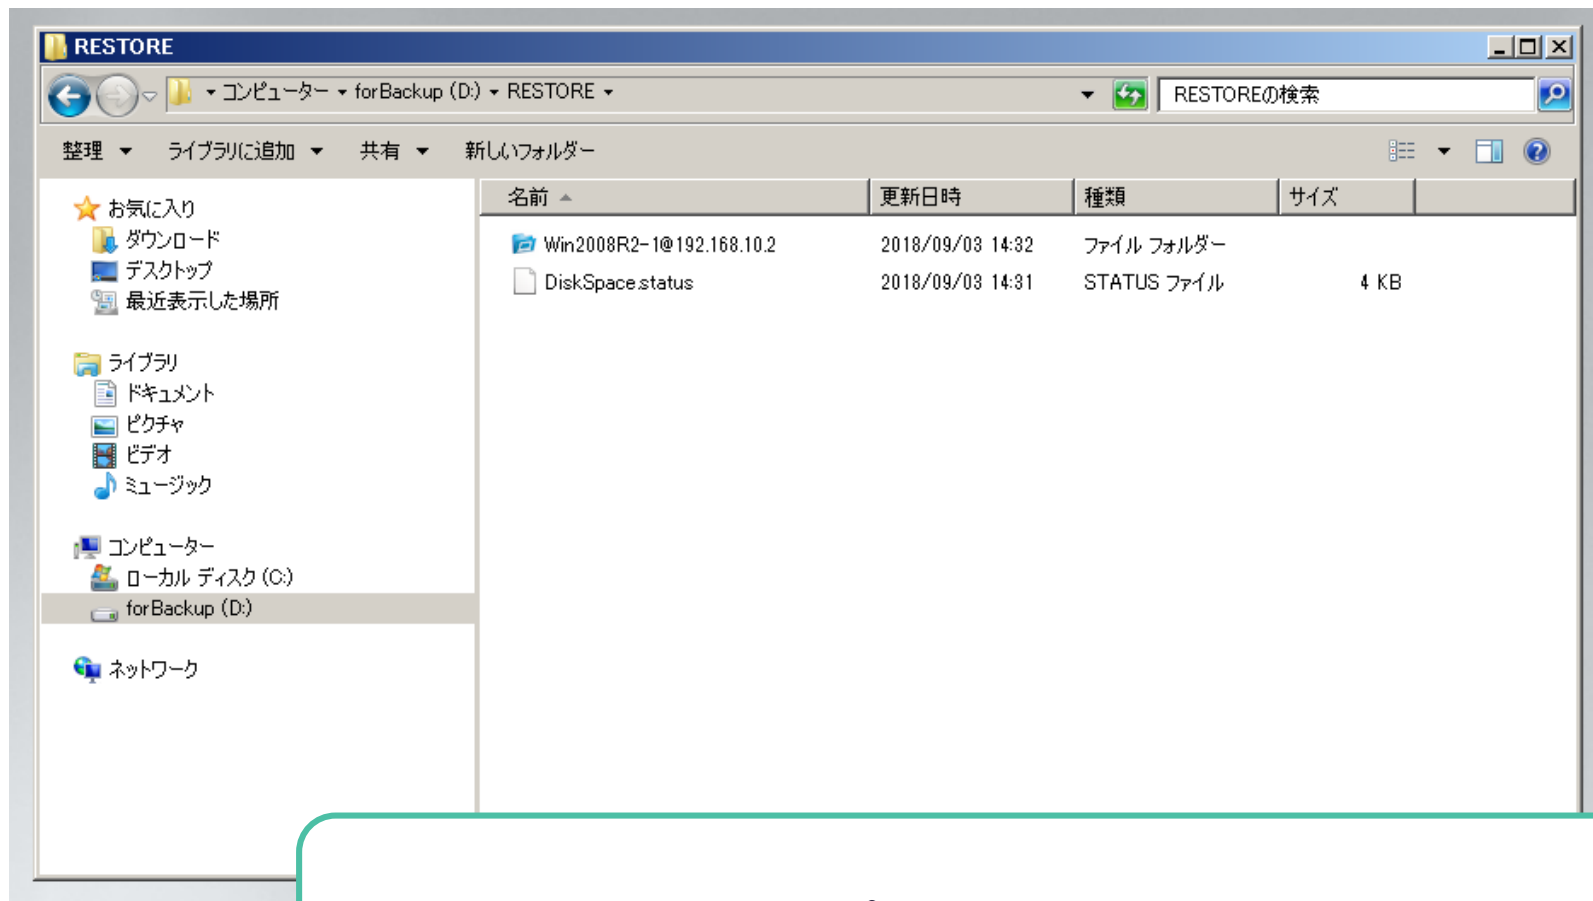 RESTORE
コンピューター forBackup (D:) RESTORE
RESTOREの検索
整理 ライブラリに追加 共有 新しいフォルダー
名前 更新日時 種類 サイズ
Win2008R2-1@192.168.10.2 2018/09/03 14:32 ファイル フォルダー
DiskSpace.status 2018/09/03 14:31 STATUS ファイル 4 KB
お気に入り
ダウンロード
デスクトップ
最近表示した場所
ライブラリ
ドキュメント
ピクチャ
ビデオ
ミュージック
コンピューター
ローカル ディスク (C:)
forBackup (D:)
ネットワーク